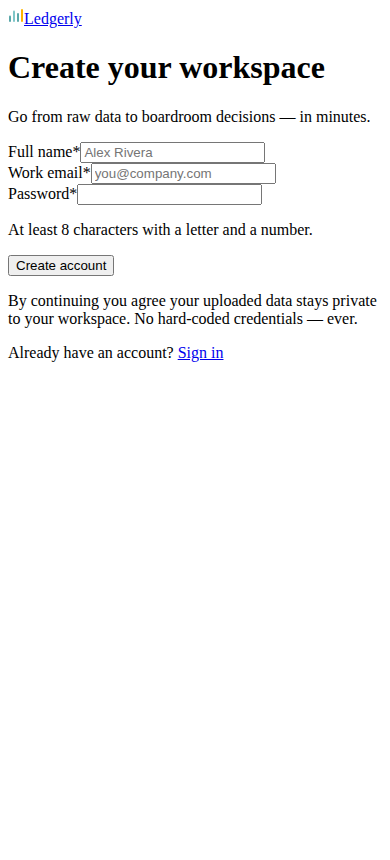 Ledgerly
Create your workspace
Go from raw data to boardroom decisions — in minutes.
Full name* Alex Rivera
Work email* you@company.com
Password*
At least 8 characters with a letter and a number.
Create account
By continuing you agree your uploaded data stays private
to your workspace. No hard-coded credentials — ever.
Already have an account? Sign in